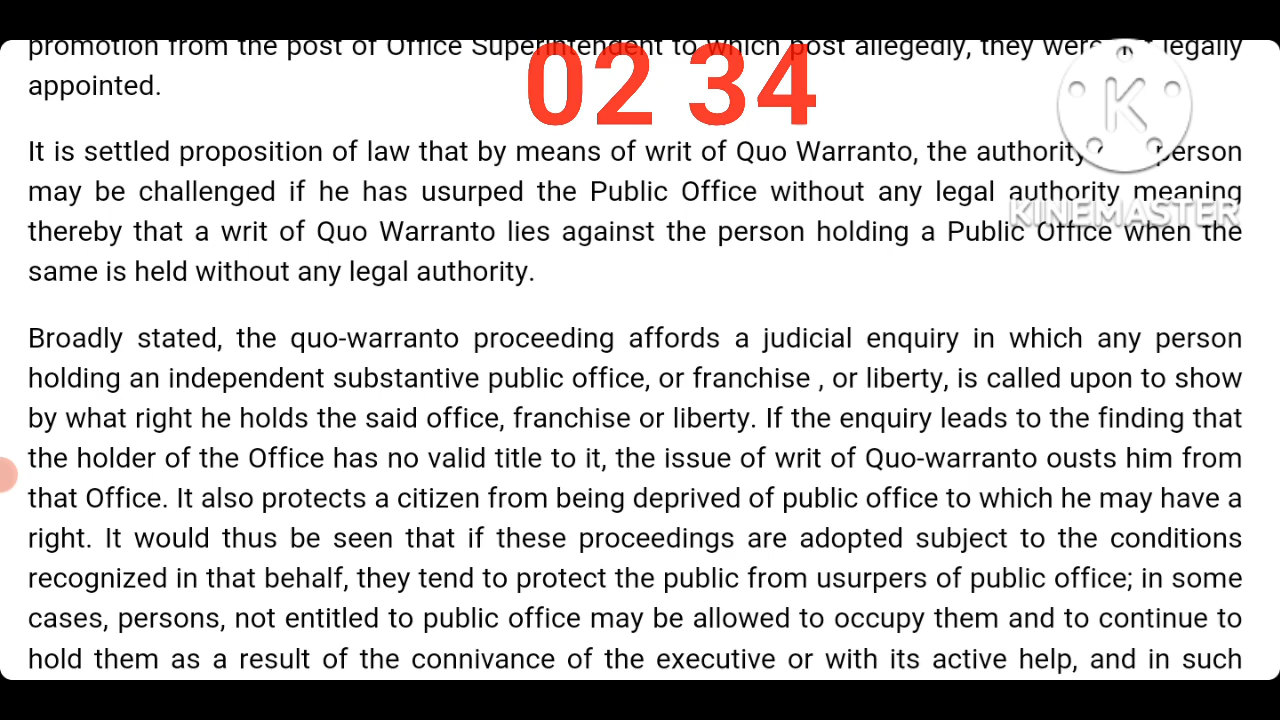 promotion from the post of Office Superintendent to which post allegedly, they were legally
02 34
appointed.
It is settled proposition of law that by means of writ of Quo Warranto, the authority person
may be challenged if he has usurped the Public Office without any legal authority meaning
KINEMASTER
thereby that a writ of Quo Warranto lies against the person holding a Public Office when the
same is held without any legal authority.
Broadly stated, the quo-warranto proceeding affords a judicial enquiry in which any person
holding an independent substantive public office, or franchise , or liberty, is called upon to show
by what right he holds the said office, franchise or liberty. If the enquiry leads to the finding that
the holder of the Office has no valid title to it, the issue of writ of Quo-warranto ousts him from
that Office. It also protects a citizen from being deprived of public office to which he may have a
right. It would thus be seen that if these proceedings are adopted subject to the conditions
recognized in that behalf, they tend to protect the public from usurpers of public office; in some
cases, persons, not entitled to public office may be allowed to occupy them and to continue to
hold them as a result of the connivance of the executive or with its active help, and in such